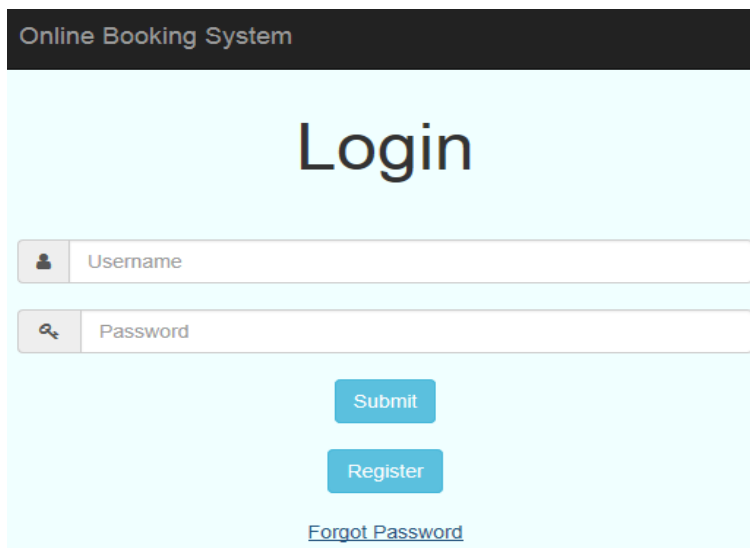 Online Booking System
Login
Username
Password
Submit
Register
Forgot Password